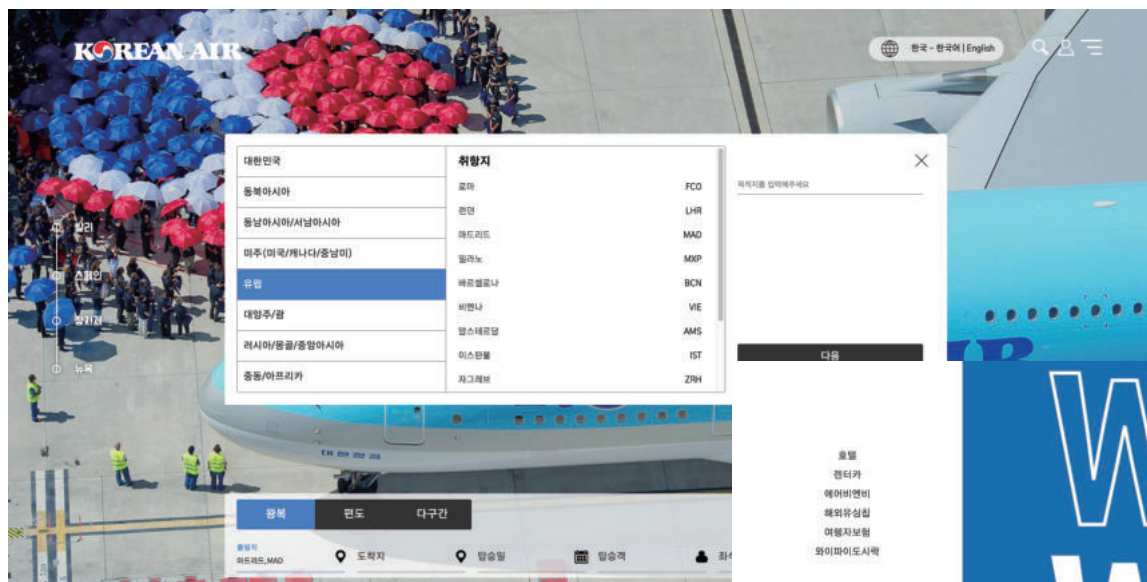 KOREAN AIR
한국 - 한국어 | English
대한민국
동북아시아
동남아시아/서남아시아
미주(미국/캐나다/중남미)
유럽
대양주/괌
러시아/몽골/중앙아시아
중동/아프리카
취항지
로마 FCO
런던 LHR
마드리드 MAD
밀라노 MXP
바르셀로나 BCN
비엔나 VIE
암스테르담 AMS
이스탄불 IST
자그레브 ZRH
목적지를 입력해주세요
다음
발리
스페인
뉴욕
호텔
렌터카
에어비엔비
해외유심칩
여행자보험
와이파이도시락
W
왕복 편도 다구간
출발지
마드리드,MAD 도착지 탑승일 탑승객